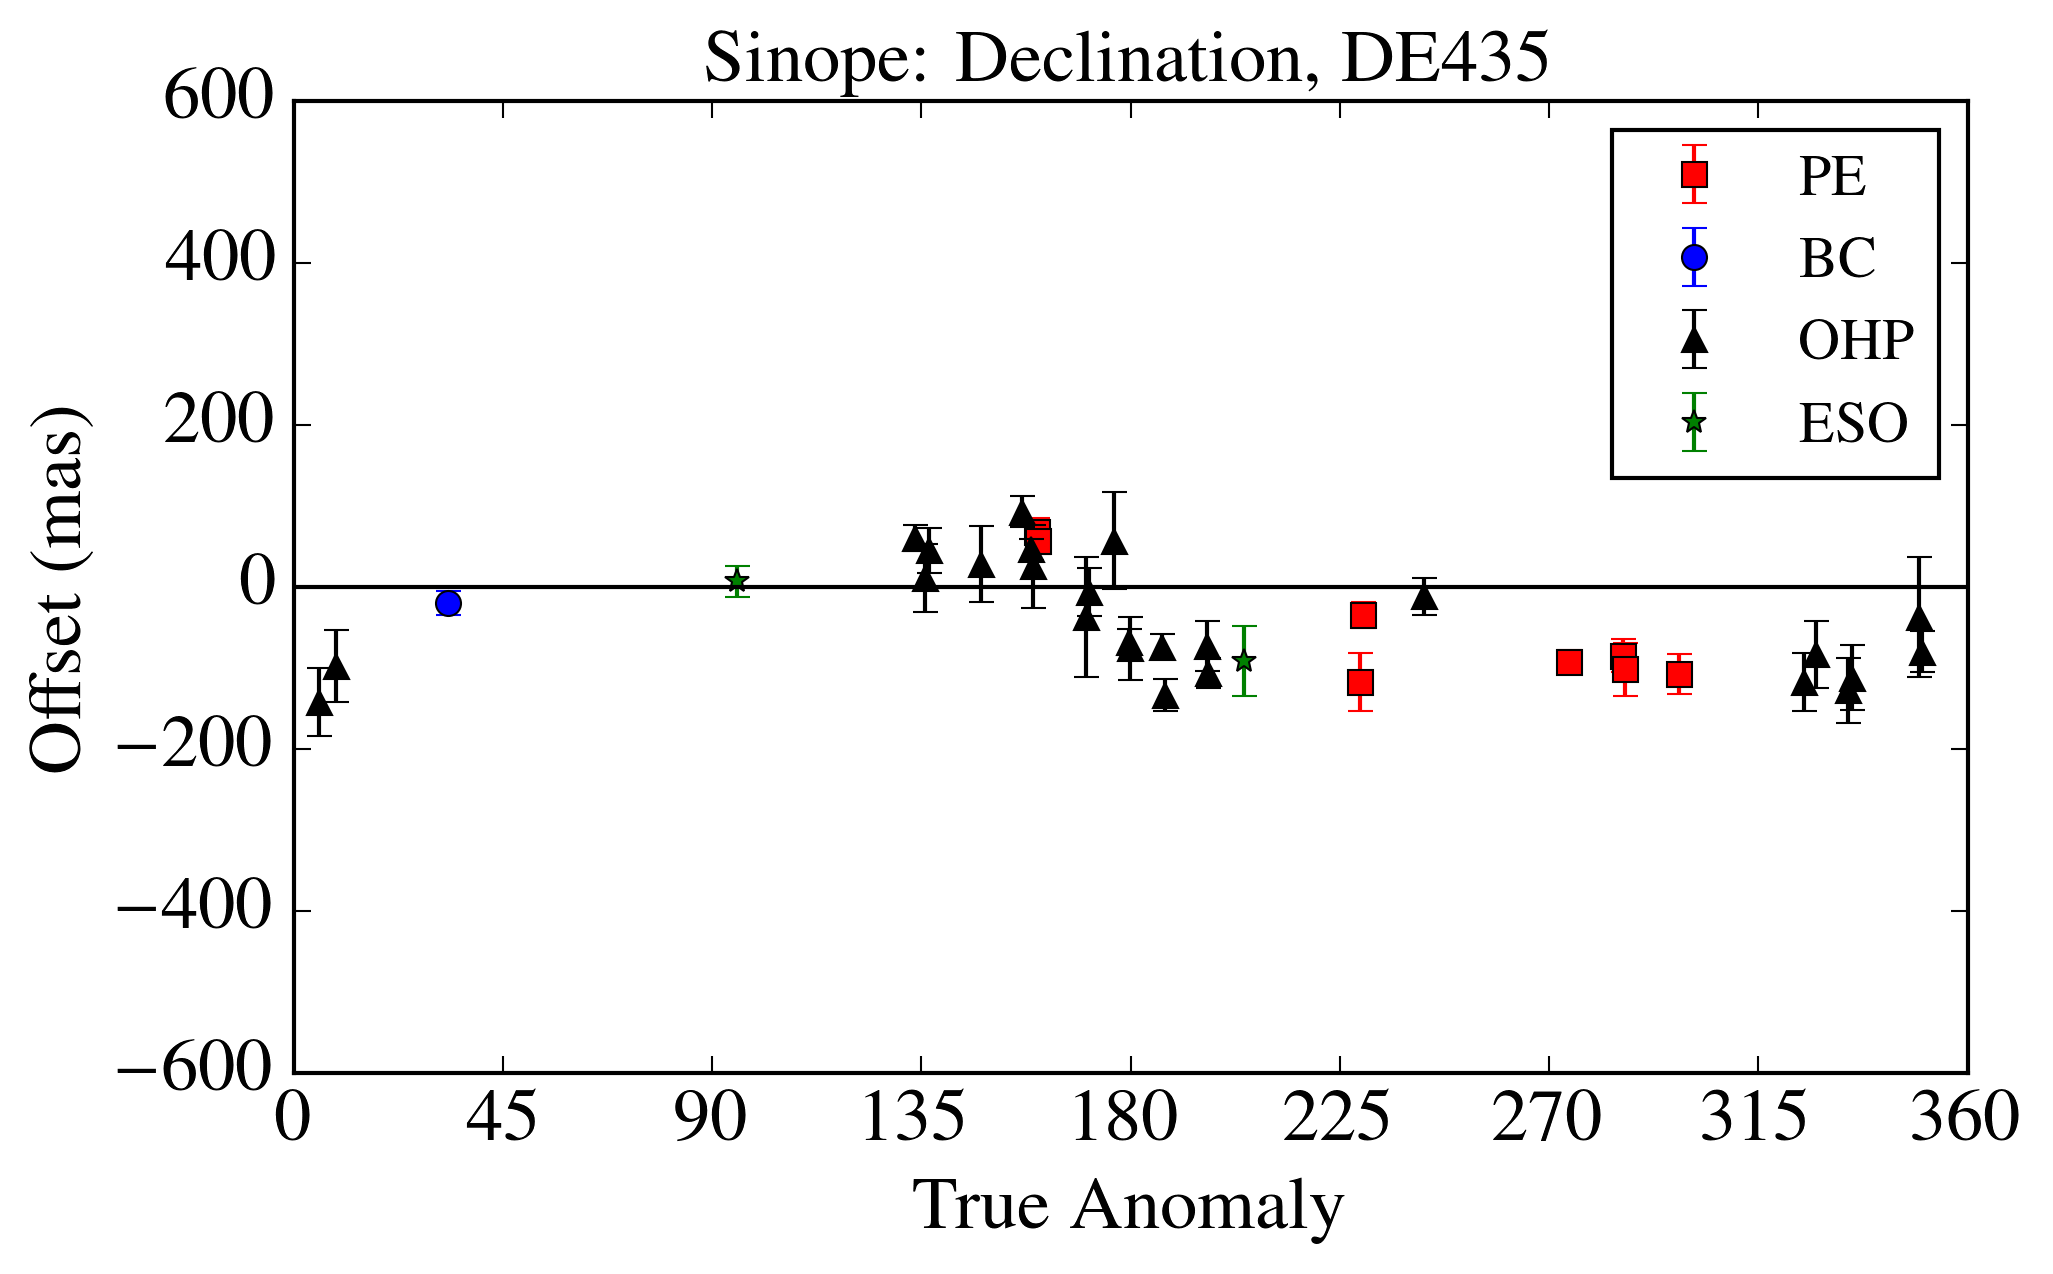 Sinope: Declination, DE435
600
400
200
0
−200
−400
−600
Offset (mas)
PE
BC
OHP
ESO
0 45 90 135 180 225 270 315 360
True Anomaly